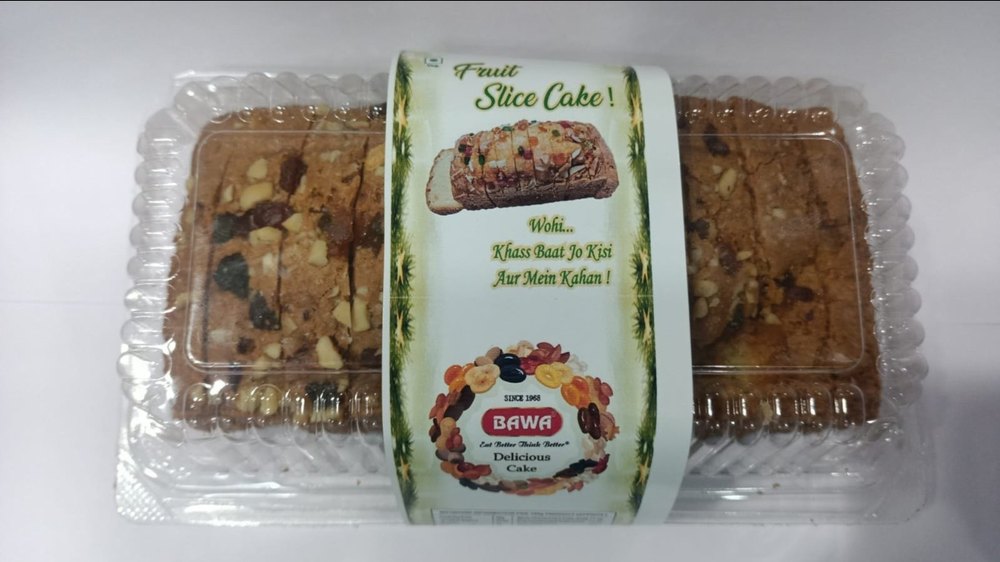 Fruit
Slice Cake !
Wohi...
Khass Baat Jo Kisi
Aur Mein Kahan !
SINCE 1968
BAWA
Eat Better Think Better®
Delicious
Cake